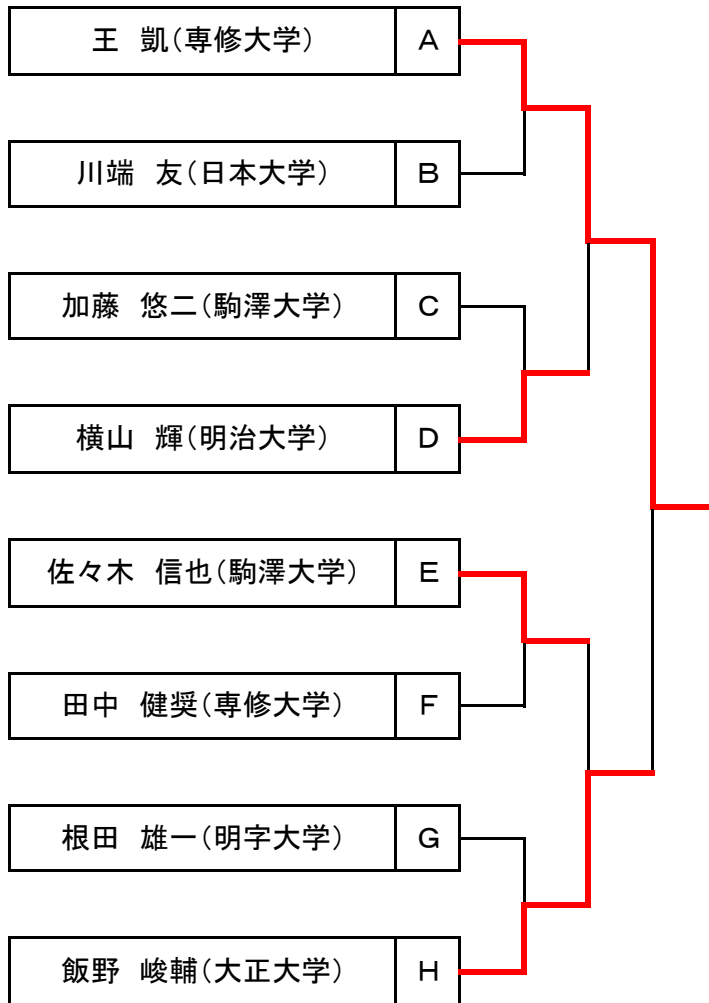 王　凱（専修大学） A
川端　友（日本大学） B
加藤　悠二（駒澤大学） C
横山　輝（明治大学） D
佐々木　信也（駒澤大学） E
田中　健奨（専修大学） F
根田　雄一（明字大学） G
飯野　峻輔（大正大学） H